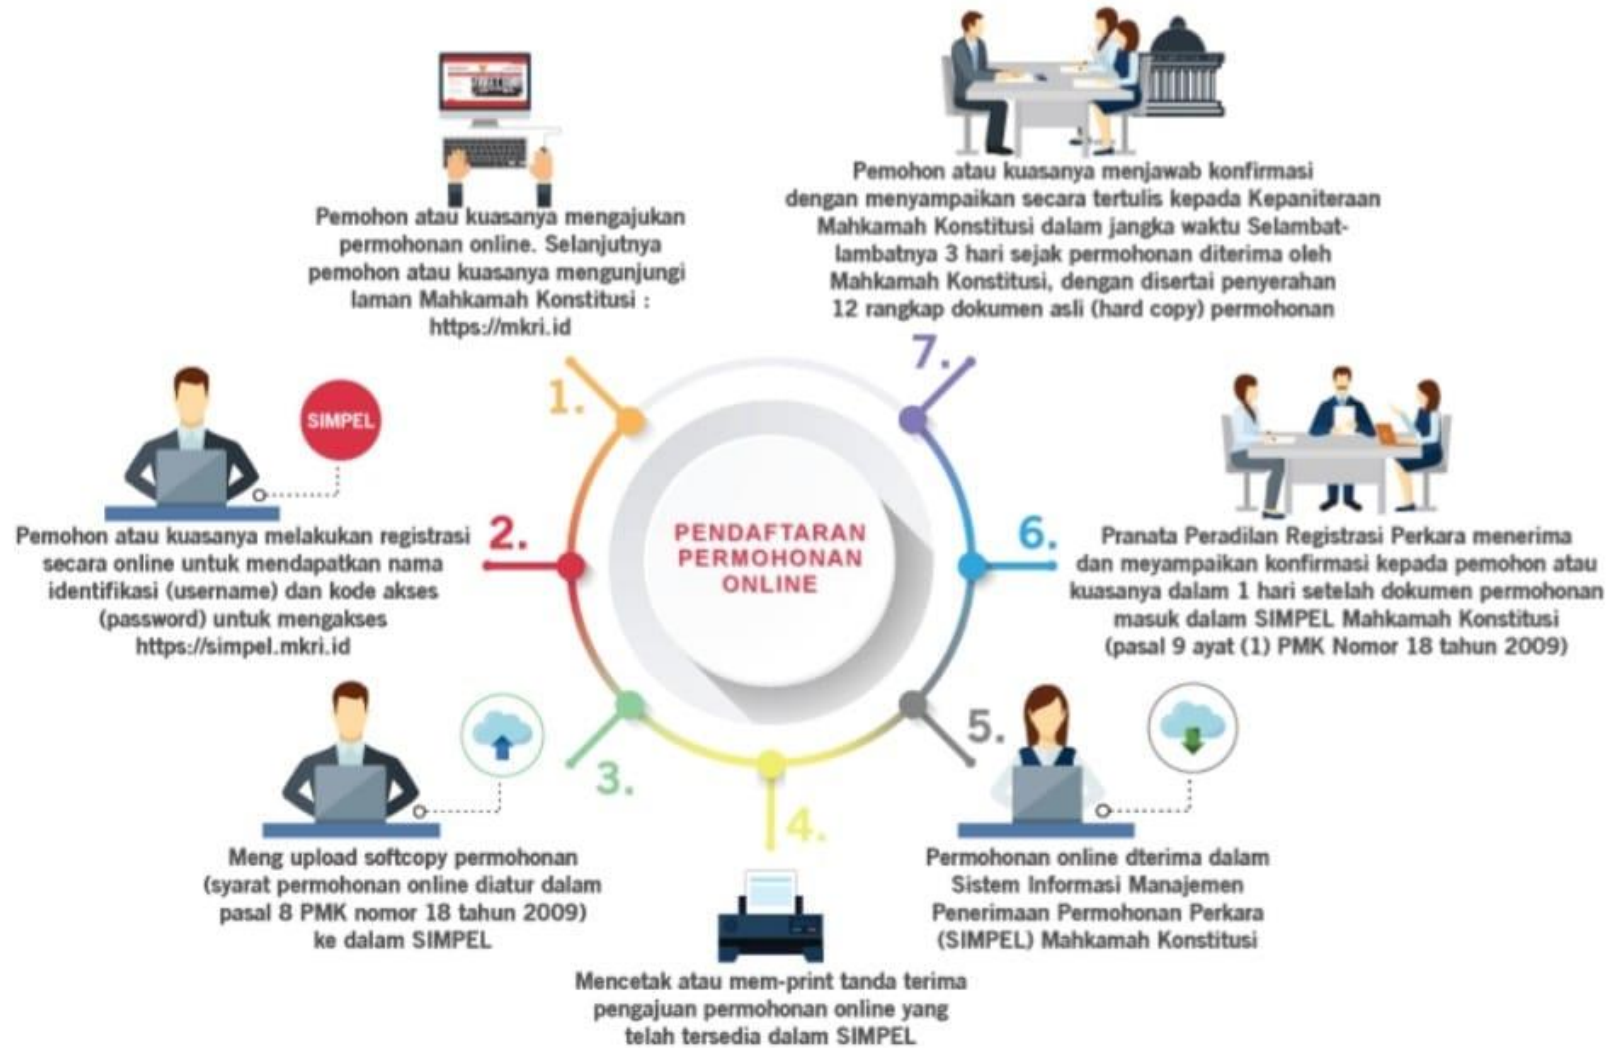 Pemohon atau kuasanya mengajukan
permohonan online. Selanjutnya
pemohon atau kuasanya mengunjungi
laman Mahkamah Konstitusi :
https://mkri.id
1.
SIMPEL
2.
Pemohon atau kuasanya melakukan registrasi
secara online untuk mendapatkan nama
identifikasi (username) dan kode akses
(password) untuk mengakses
https://simpel.mkri.id
3.
Meng upload softcopy permohonan
(syarat permohonan online diatur dalam
pasal 8 PMK nomor 18 tahun 2009)
ke dalam SIMPEL
4.
Mencetak atau mem-print tanda terima
pengajuan permohonan online yang
telah tersedia dalam SIMPEL
5.
Permohonan online dterima dalam
Sistem Informasi Manajemen
Penerimaan Permohonan Perkara
(SIMPEL) Mahkamah Konstitusi
6.
Pranata Peradilan Registrasi Perkara menerima
dan meyampaikan konfirmasi kepada pemohon atau
kuasanya dalam 1 hari setelah dokumen permohonan
masuk dalam SIMPEL Mahkamah Konstitusi
(pasal 9 ayat (1) PMK Nomor 18 tahun 2009)
7.
Pemohon atau kuasanya menjawab konfirmasi
dengan menyampaikan secara tertulis kepada Kepaniteraan
Mahkamah Konstitusi dalam jangka waktu Selambat-
lambatnya 3 hari sejak permohonan diterima oleh
Mahkamah Konstitusi, dengan disertai penyerahan
12 rangkap dokumen asli (hard copy) permohonan
PENDAFTARAN
PERMOHONAN
ONLINE